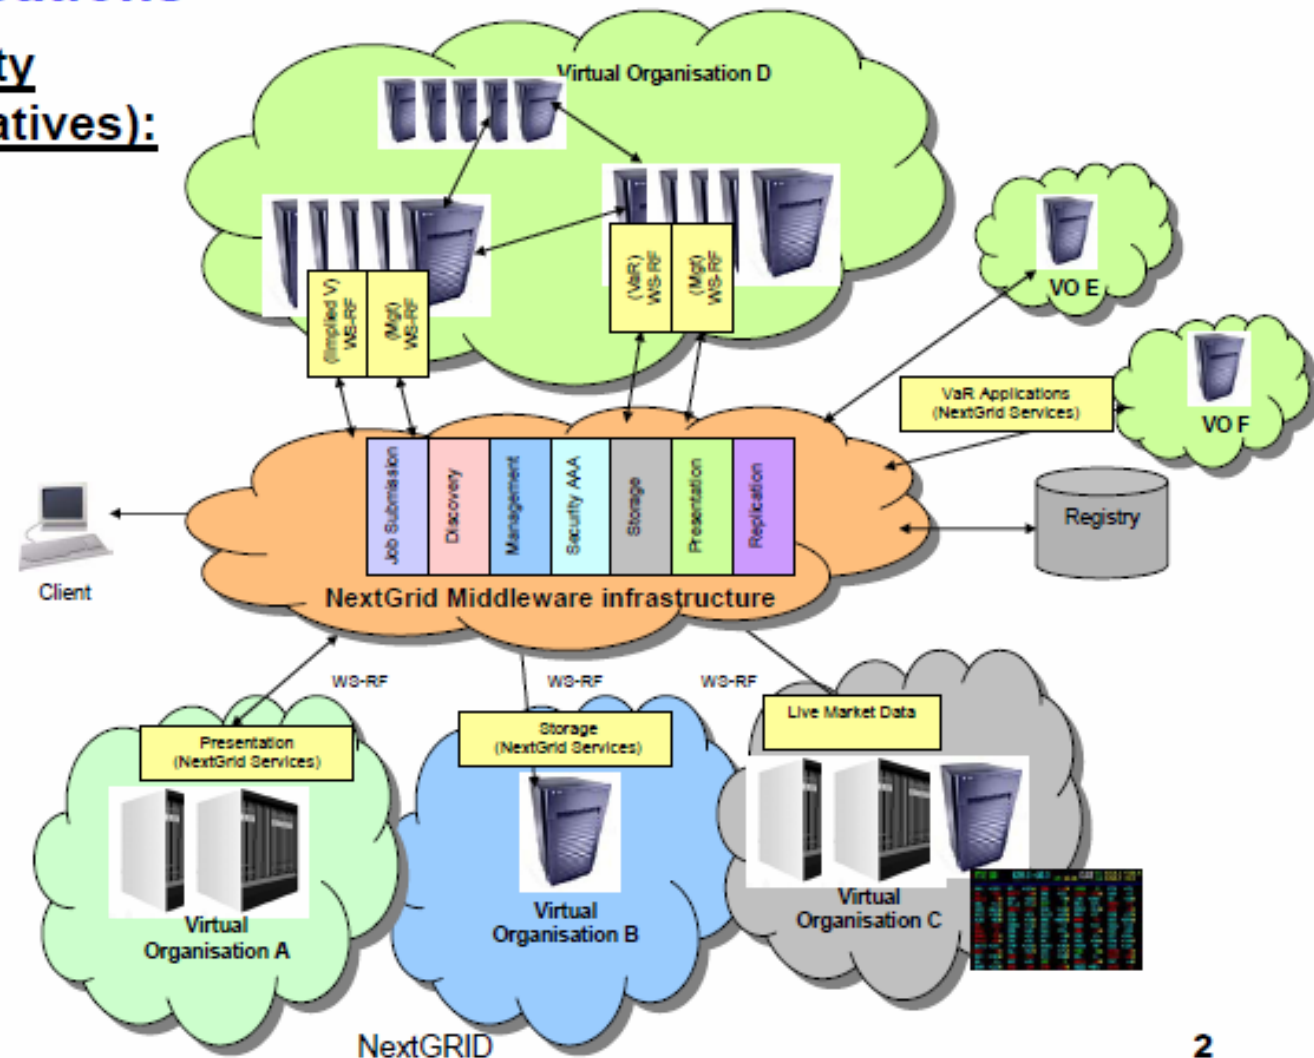 ty
atives):
Virtual Organisation D
(Implied V)
WS-RF
(Mgt)
WS-RF
(VaR)
WS-RF
(Mgt)
WS-RF
VO E
VaR Applications
(NextGrid Services)
VO F
Job Submission
Discovery
Management
Security AAA
Storage
Presentation
Replication
Registry
Client
NextGrid Middleware infrastructure
WS-RF
WS-RF
WS-RF
Presentation
(NextGrid Services)
Storage
(NextGrid Services)
Live Market Data
Virtual
Organisation A
Virtual
Organisation B
Virtual
Organisation C
NextGRID
2